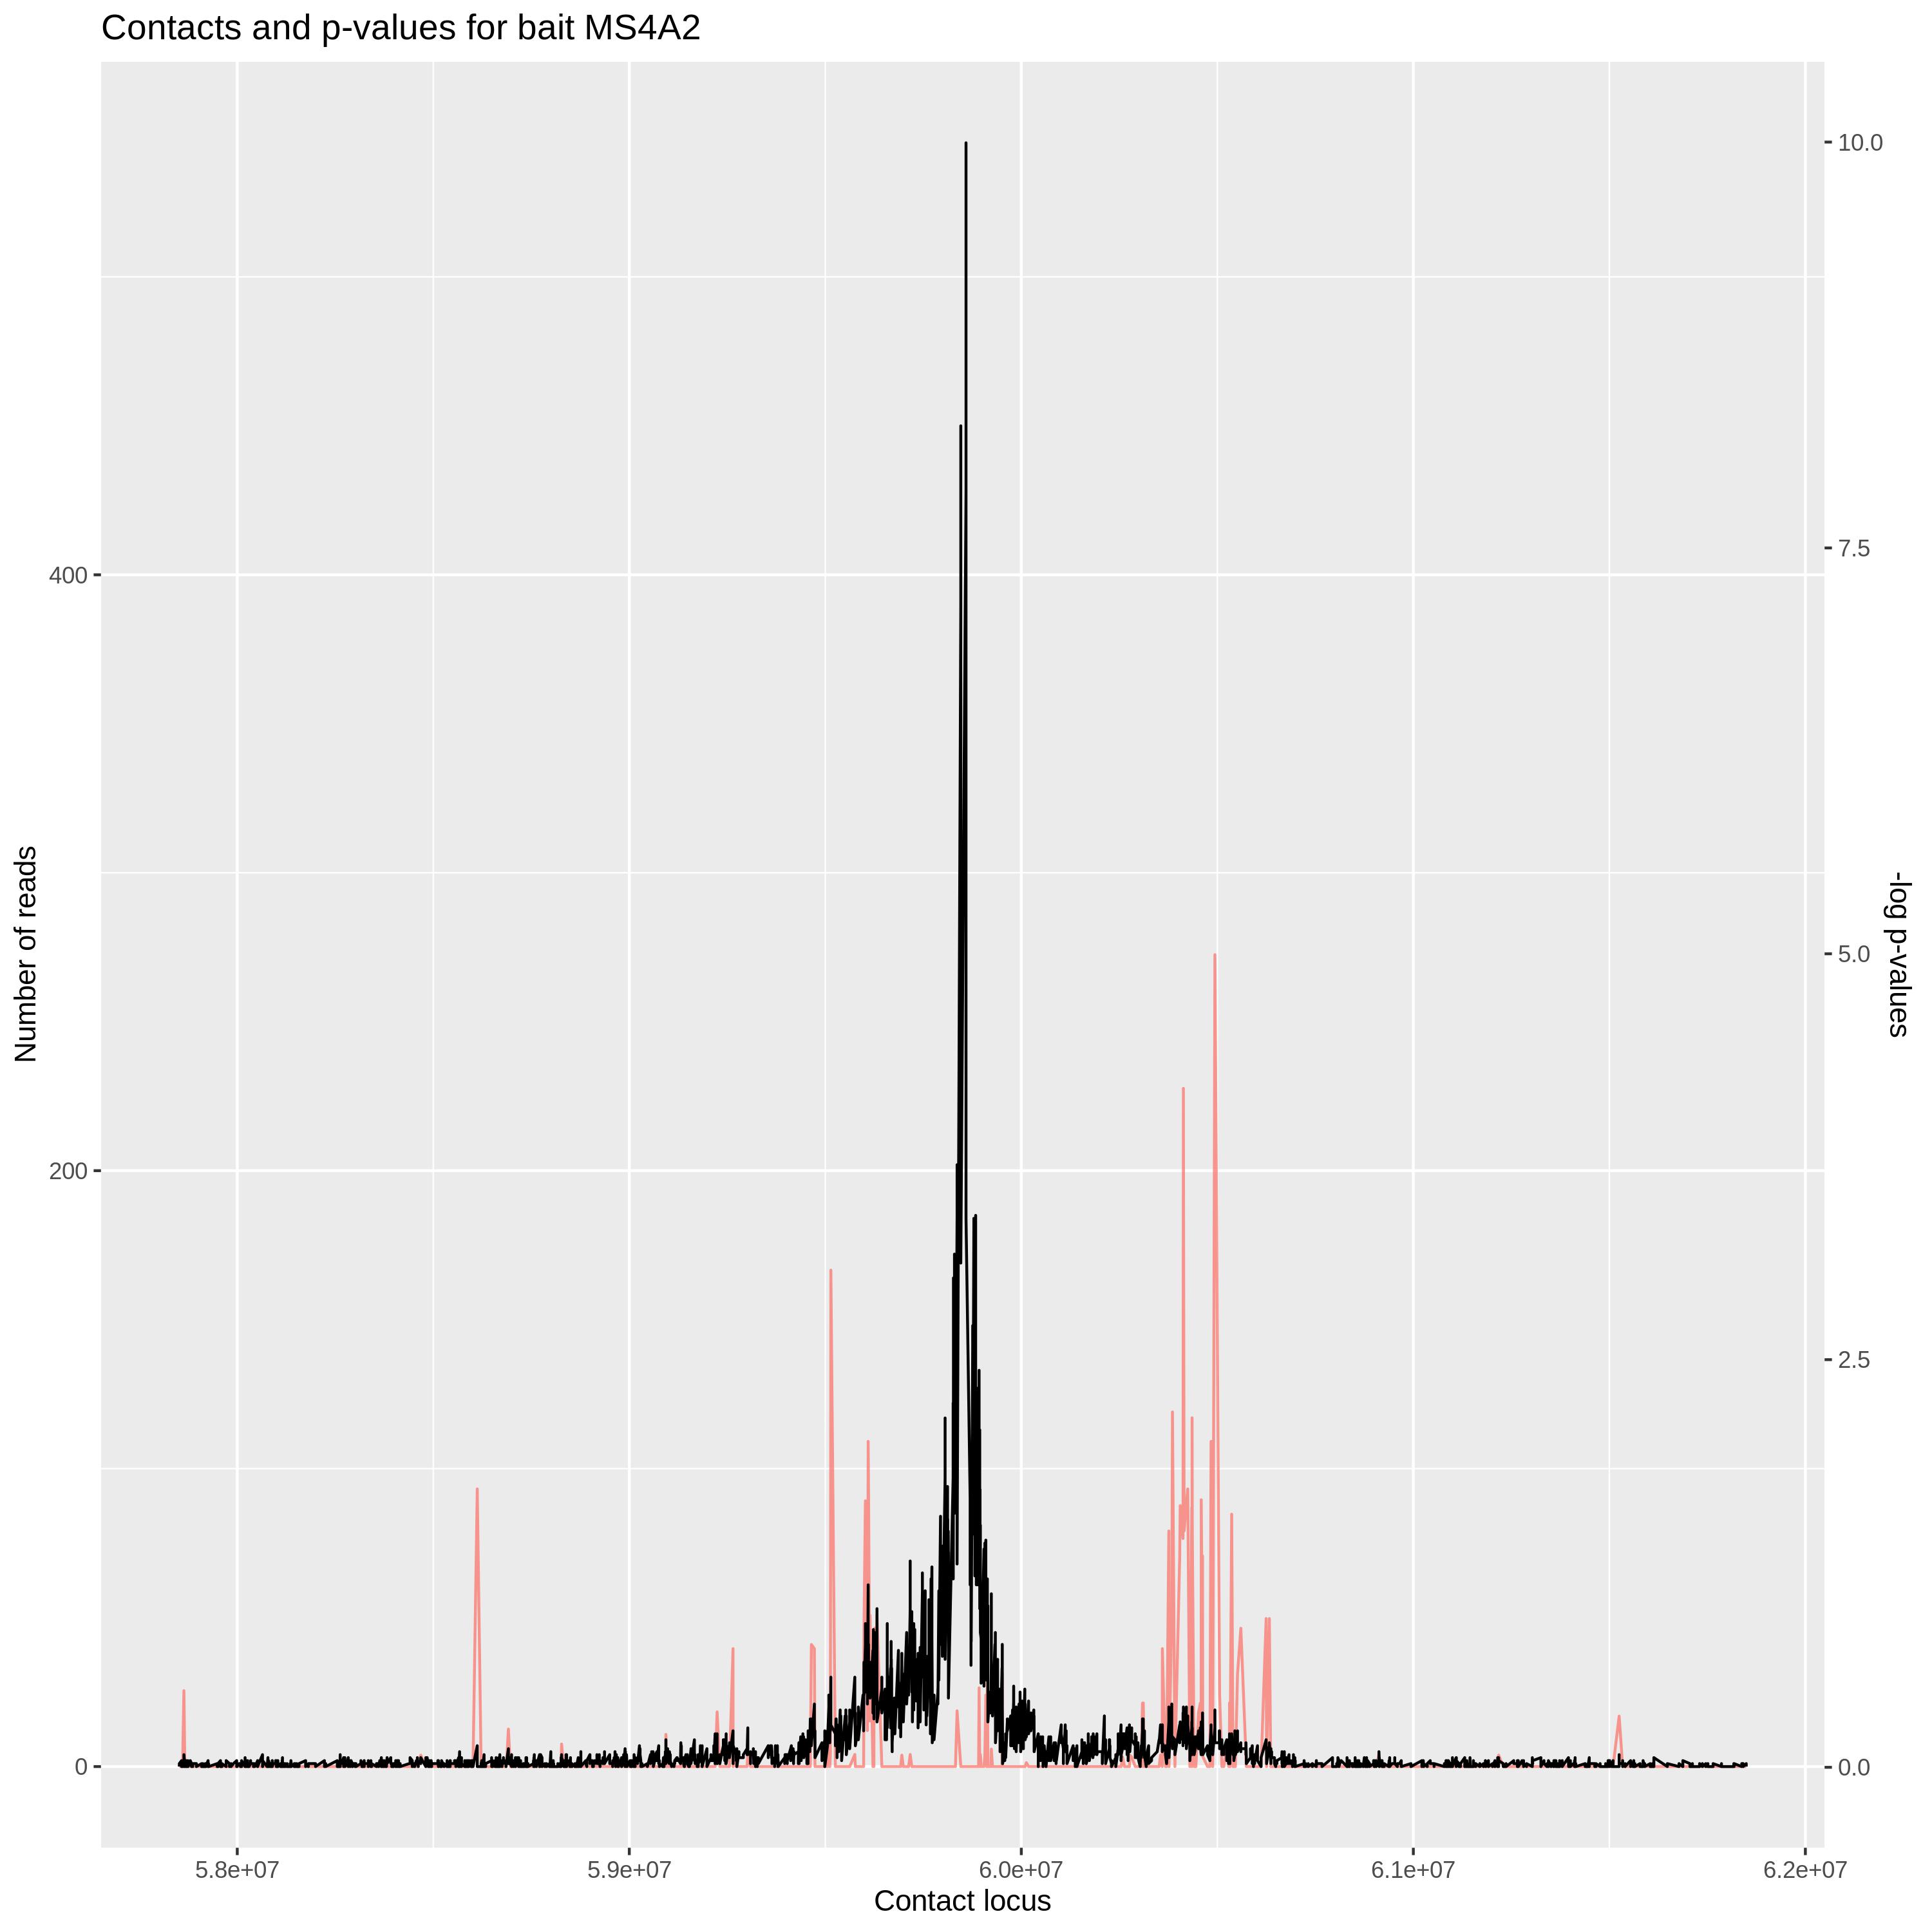 Contacts and p-values for bait MS4A2
Number of reads
400
200
0
10.0
7.5
5.0
2.5
0.0
-log p-values
5.8e+07
5.9e+07
6.0e+07
6.1e+07
6.2e+07
Contact locus